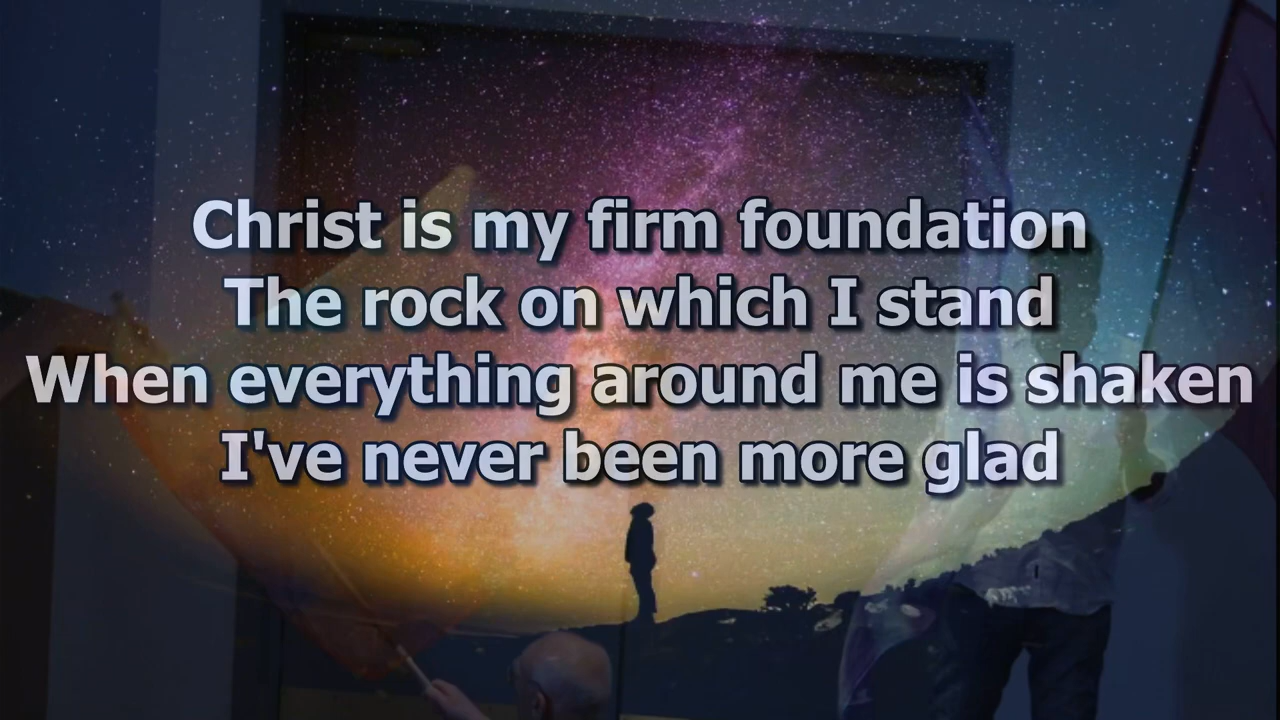 Christ is my firm foundation
The rock on which I stand
When everything around me is shaken
I've never been more glad